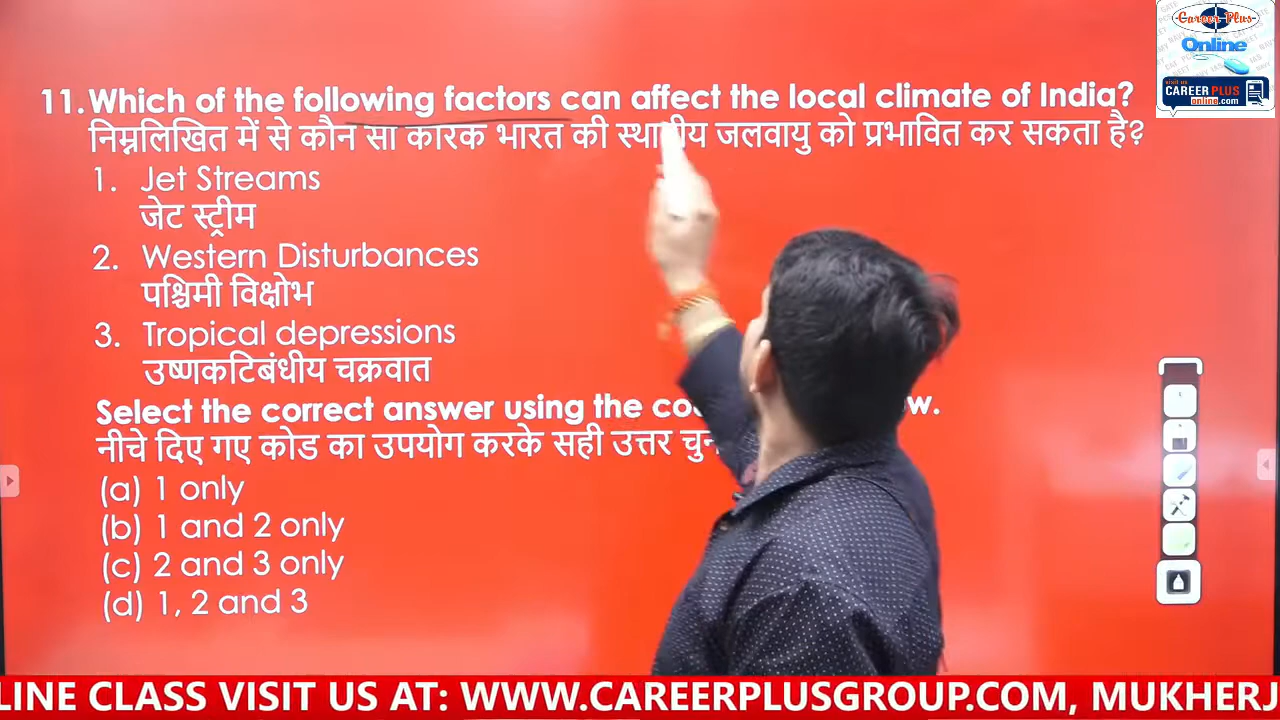 Career Plus
Online
visit us
CAREER PLUS
online.com
11. Which of the following factors can affect the local climate of India?
निम्नलिखित में से कौन सा कारक भारत की जलवायु को प्रभावित कर सकता है?
1. Jet Streams
जेट स्ट्रीम
2. Western Disturbances
पश्चिमी विक्षोभ
3. Tropical depressions
उष्णकटिबंधीय चक्रवात
Select the correct answer using the
नीचे दिए गए कोड का उपयोग करके सही उत्तर
(a) 1 only
(b) 1 and 2 only
(c) 2 and 3 only
(d) 1, 2 and 3
LINE CLASS VISIT US AT: WWW.CAREERPLUSGROUP.COM, MUKHERJ